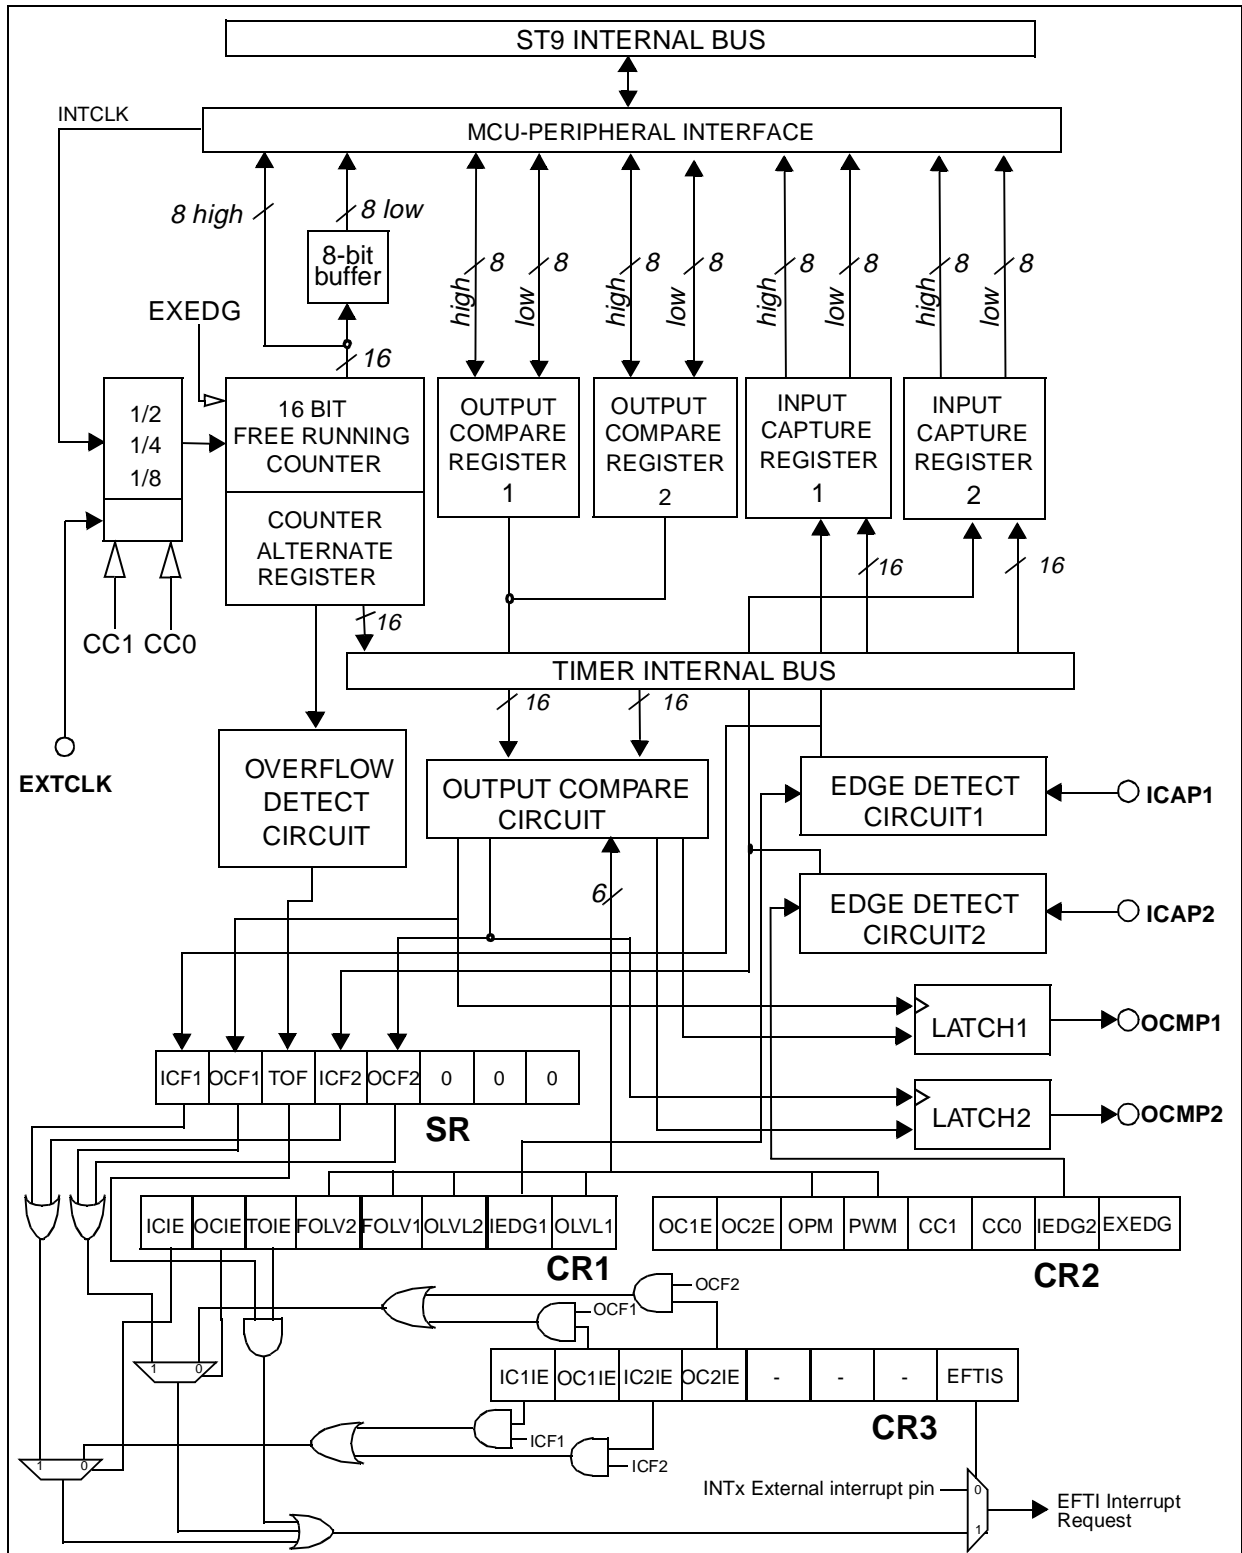 ST9 INTERNAL BUS
INTCLK
MCU-PERIPHERAL INTERFACE
8 high
8 low
8-bit
buffer
high
8
low
8
high
8
low
8
high
8
low
8
high
8
low
8
EXEDG
16
1/2
1/4
1/8
16 BIT
FREE RUNNING
COUNTER
COUNTER
ALTERNATE
REGISTER
OUTPUT
COMPARE
REGISTER
1
OUTPUT
COMPARE
REGISTER
2
INPUT
CAPTURE
REGISTER
1
INPUT
CAPTURE
REGISTER
2
CC1 CC0
16
16
16
TIMER INTERNAL BUS
16
16
EXTCLK
OVERFLOW
DETECT
CIRCUIT
OUTPUT COMPARE
CIRCUIT
EDGE DETECT
CIRCUIT1
ICAP1
6
EDGE DETECT
CIRCUIT2
ICAP2
LATCH1
OCMP1
LATCH2
OCMP2
ICF1 OCF1 TOF ICF2 OCF2 0 0 0
SR
ICIE OCIE TOIE FOLV2 FOLV1 OLVL2 IEDG1 OLVL1
CR1
OC1E OC2E OPM PWM CC1 CC0 IEDG2 EXEDG
CR2
OCF2
OCF1
1 0
IC1IE OC1IE IC2IE OC2IE - - - EFTIS
CR3
ICF1
ICF2
1 0
INTx External interrupt pin
0
1
EFTI Interrupt
Request